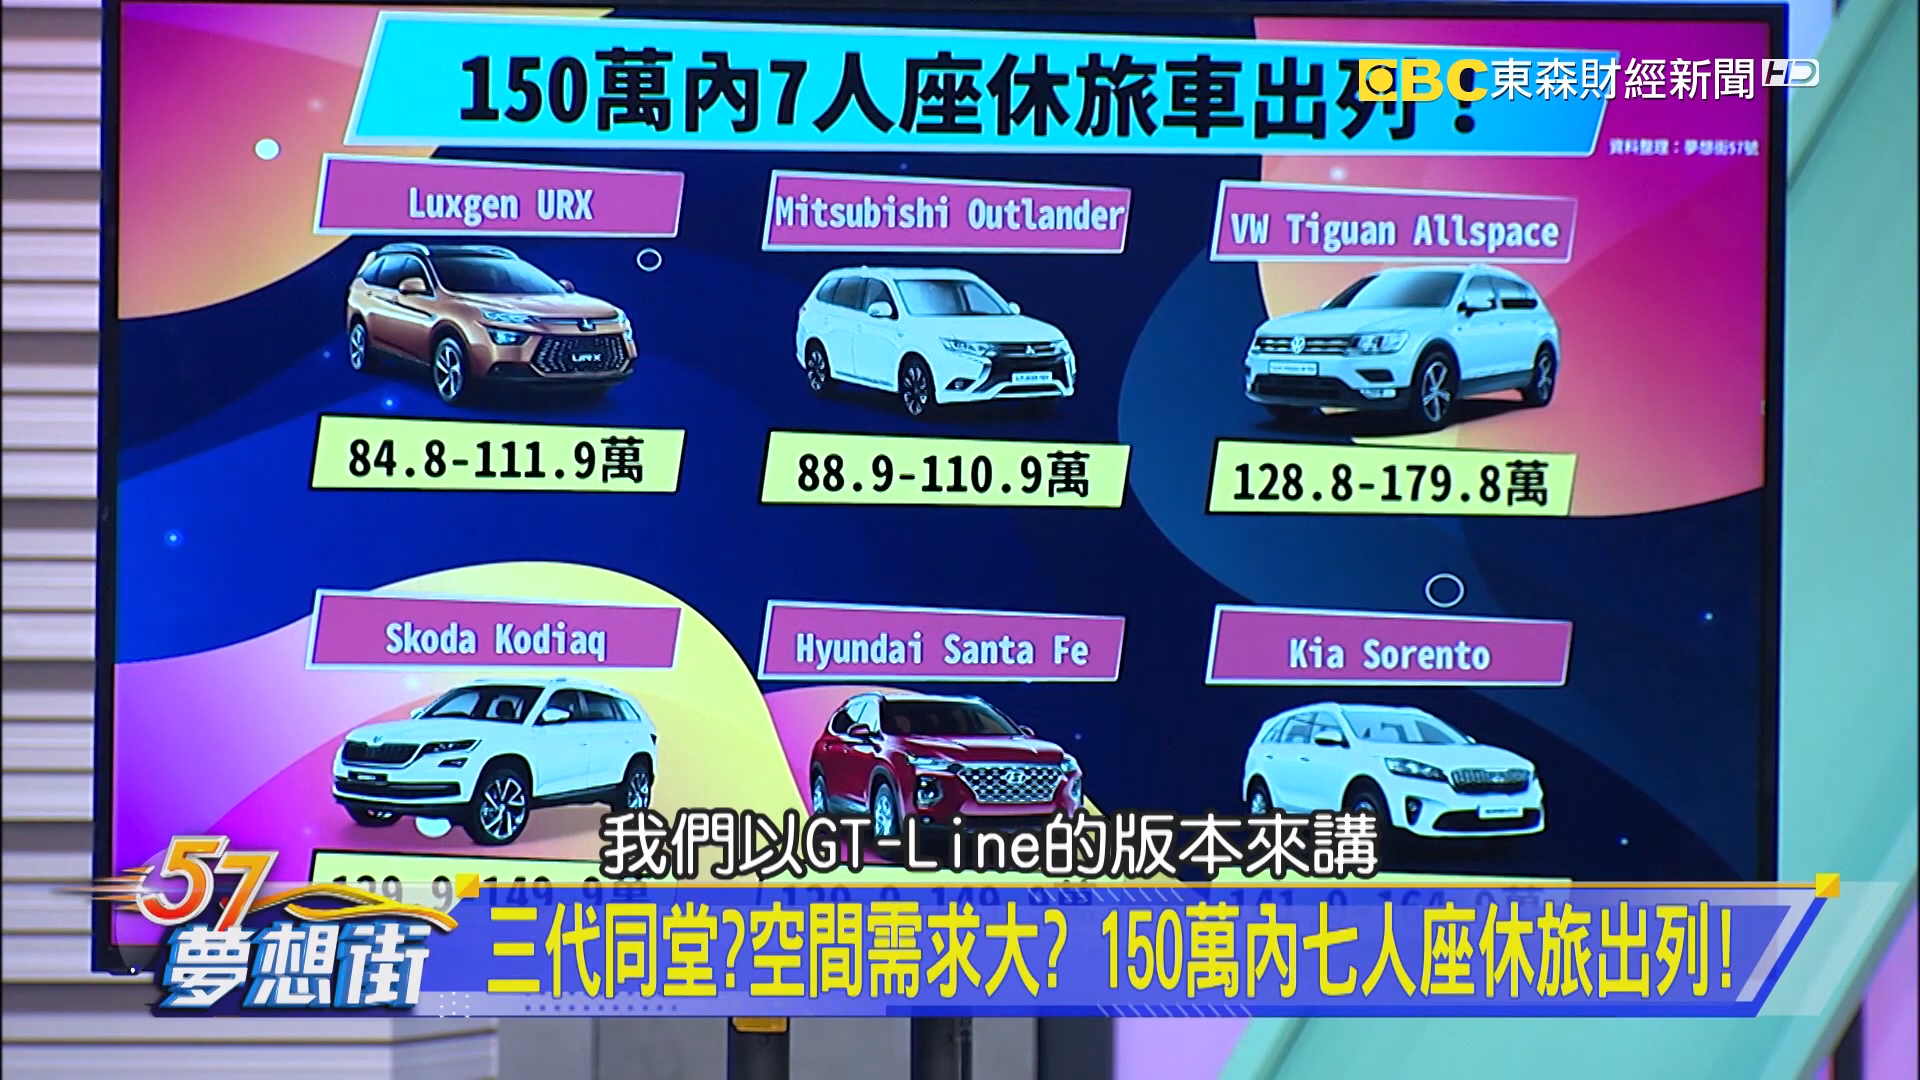 150萬內7人座休旅車出列!
EBC東森財經新聞HD
資料整理：夢想街57號
Luxgen URX
Mitsubishi Outlander
VW Tiguan Allspace
URX
84.8-111.9萬
88.9-110.9萬
128.8-179.8萬
Skoda Kodiaq
Hyundai Santa Fe
Kia Sorento
我們以GT-Line的版本來講
57
夢想街
三代同堂?空間需求大? 150萬內七人座休旅出列!